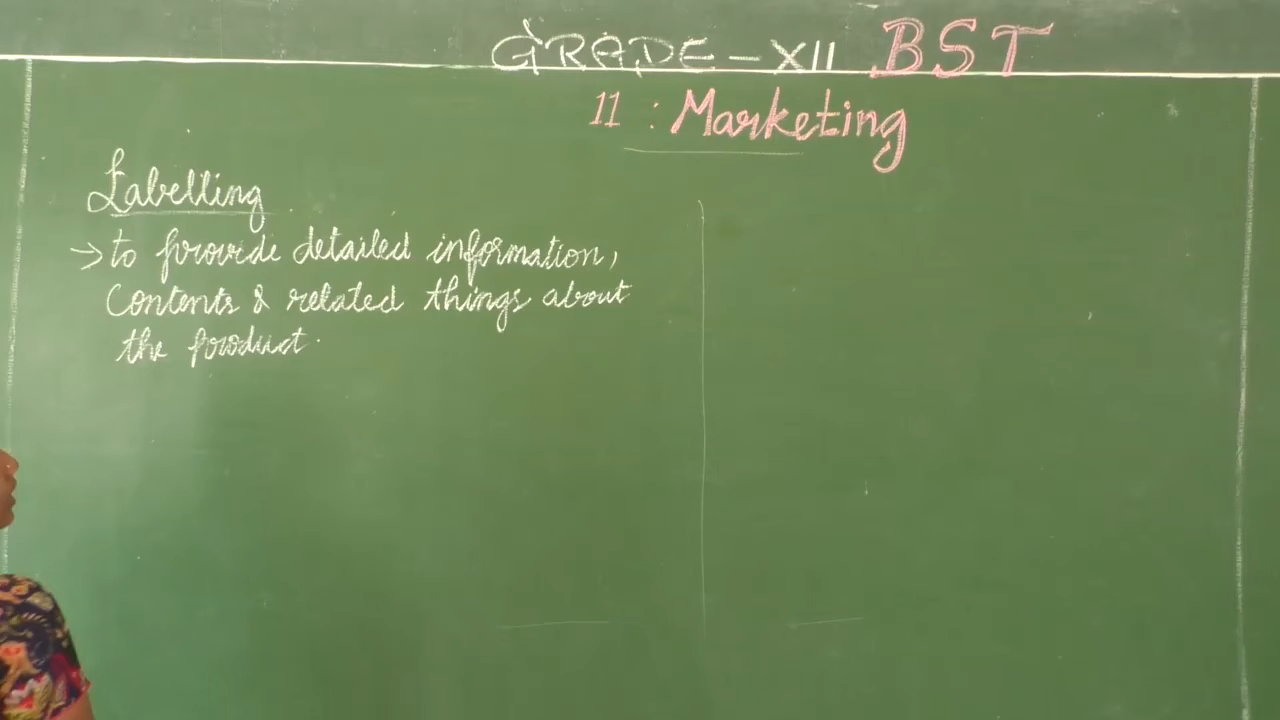 GRADE - XII BST
11 : Marketing
Labelling
→ to provide detailed information,
Contents & related things about
the product.